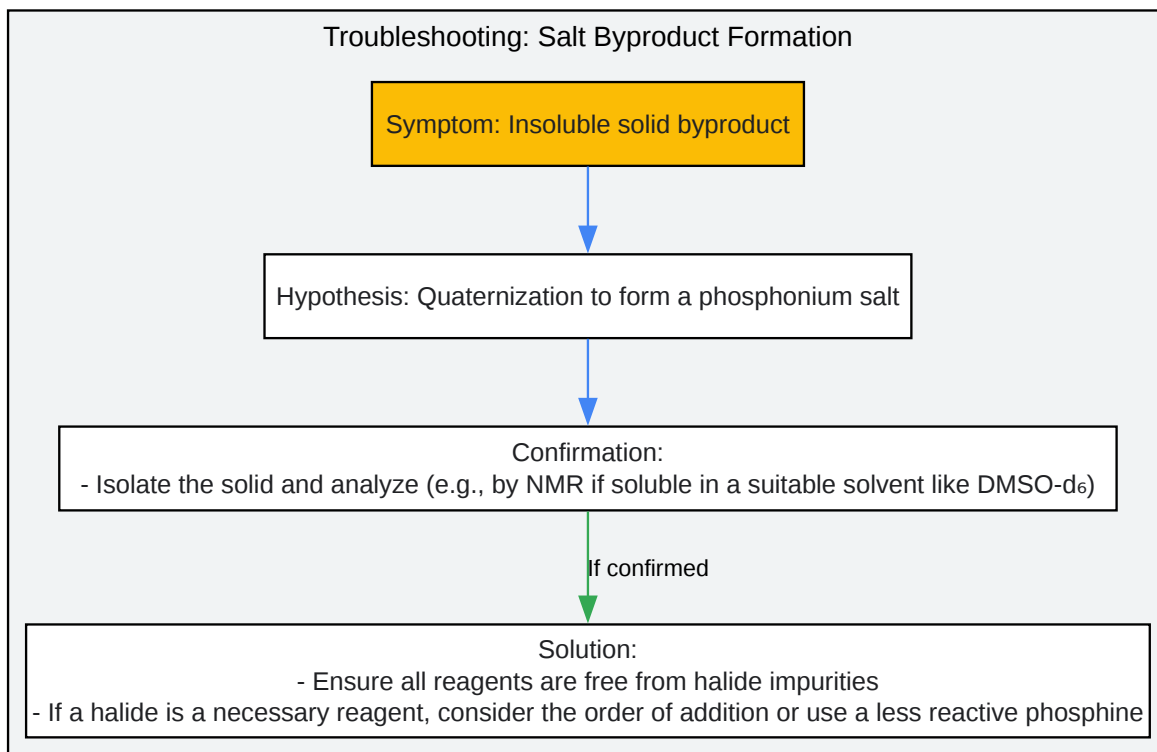 Troubleshooting: Salt Byproduct Formation
Symptom: Insoluble solid byproduct
Hypothesis: Quaternization to form a phosphonium salt
Confirmation:
- Isolate the solid and analyze (e.g., by NMR if soluble in a suitable solvent like DMSO-d₆)
If confirmed
Solution:
- Ensure all reagents are free from halide impurities
- If a halide is a necessary reagent, consider the order of addition or use a less reactive phosphine